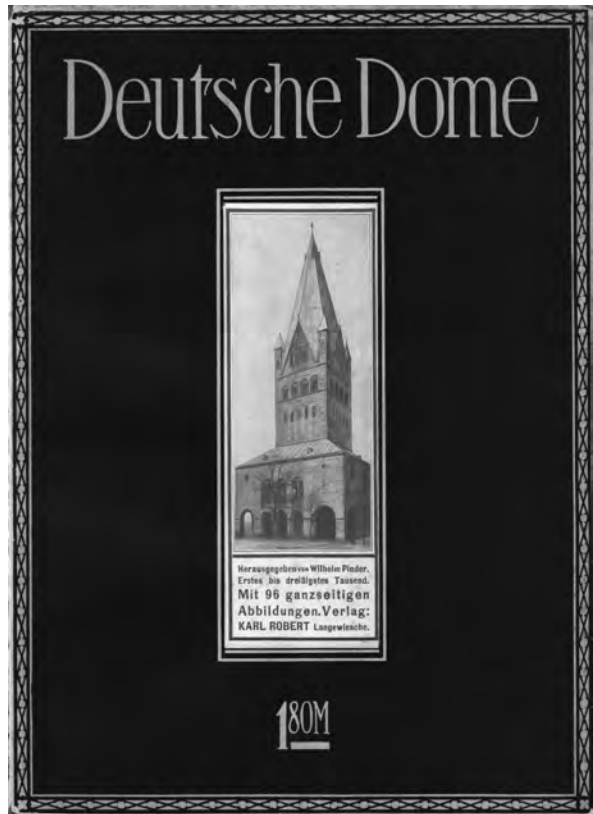 Deutsche Dome
Herausgegeben von Wilhelm Pinder.
Erstes bis dreißigstes Tausend.
Mit 96 ganzseitigen
Abbildungen. Verlag:
KARL ROBERT Langewiesche.
1 80M